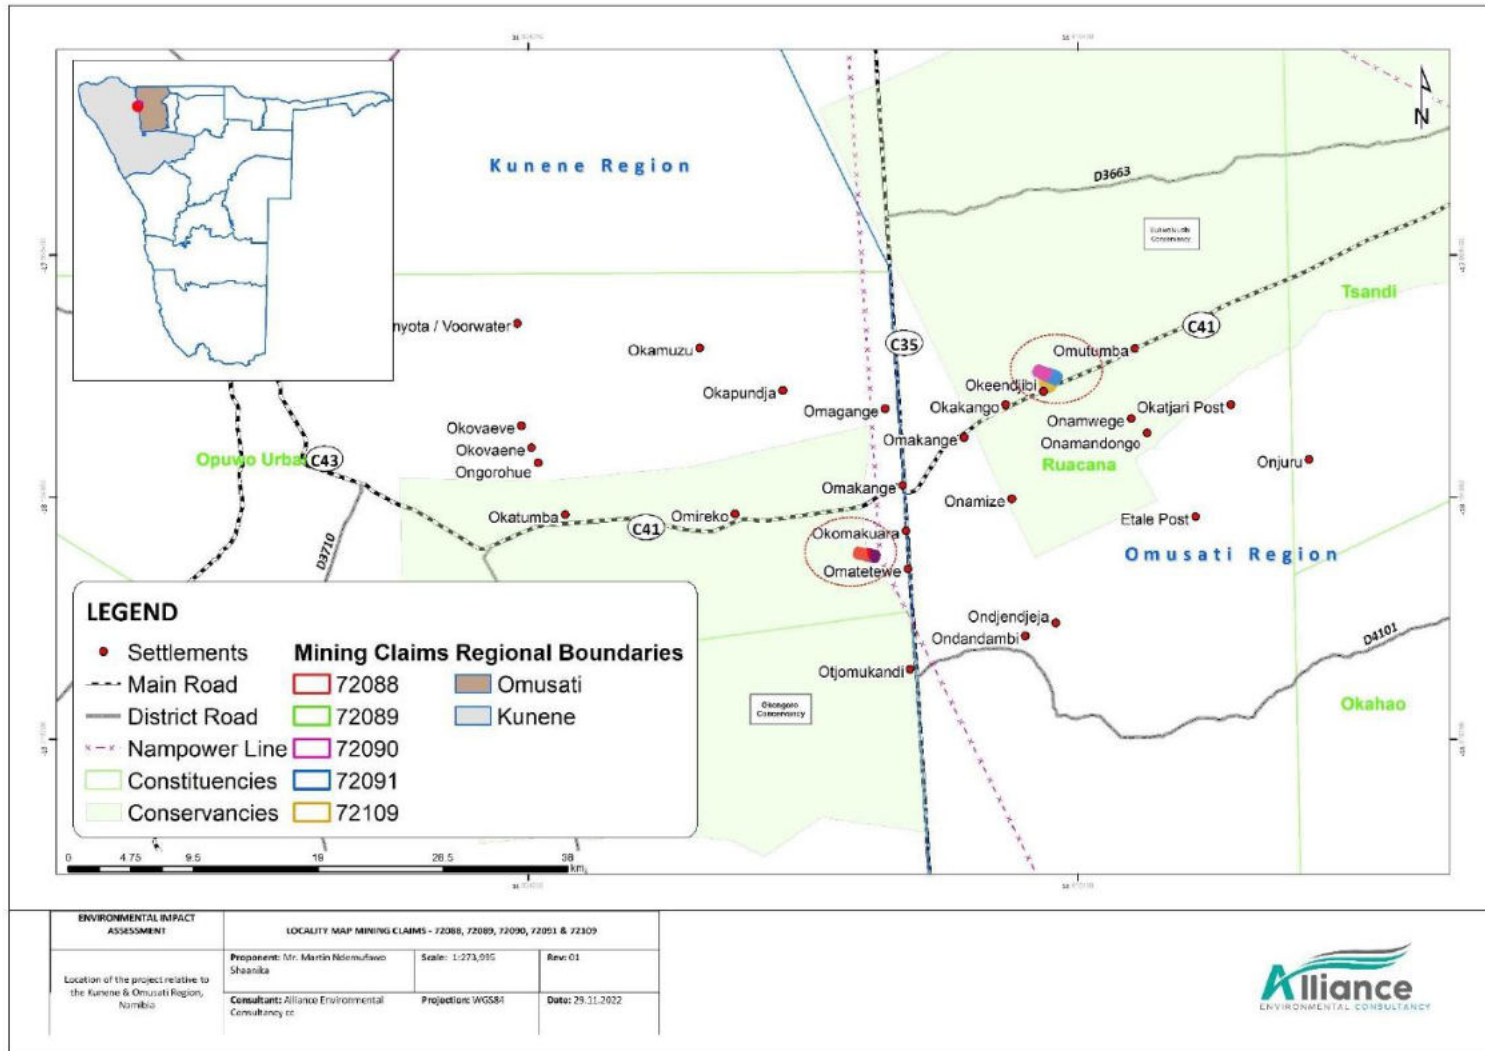 N
Kunene Region
D3663
Tsandi
C41
nyota / Voorwater
C35
Okamuzu
Omutumba
Okapundja
Okeendjibi
Omagange
Okakango
Okatjari Post
Okovaeve
Onamwege
Omakange
Onamandongo
Okovaene
Opuwo Urba
C43
Ongorohue
Ruacana
Onjuru
Omakange
Onamize
Okatumba
Omireko
C41
Etale Post
Okomakuara
D3710
Omusati Region
Omatetewe
Ondjendjeja
Ondandambi
D4101
Otjomukandi
Okahao
Conservancy
Conservancy
LEGEND
Settlements
Main Road
District Road
Nampower Line
Constituencies
Conservancies
Mining Claims
72088
72089
72090
72091
72109
Regional Boundaries
Omusati
Kunene
0 4.75 9.5 19 28.5 38
km
ENVIRONMENTAL IMPACT
ASSESSMENT
Location of the project relative to
the Kunene & Omusati Region,
Namibia
LOCALITY MAP MINING CLAIMS - 72088, 72089, 72090, 72091 & 72109
Proponent: Mr. Martin Ndemufawo
Shaanika
Scale: 1:273,995
Rev: 01
Consultant: Alliance Environmental
Consultancy cc
Projection: WGS84
Date: 29.11.2022
Alliance
ENVIRONMENTAL CONSULTANCY